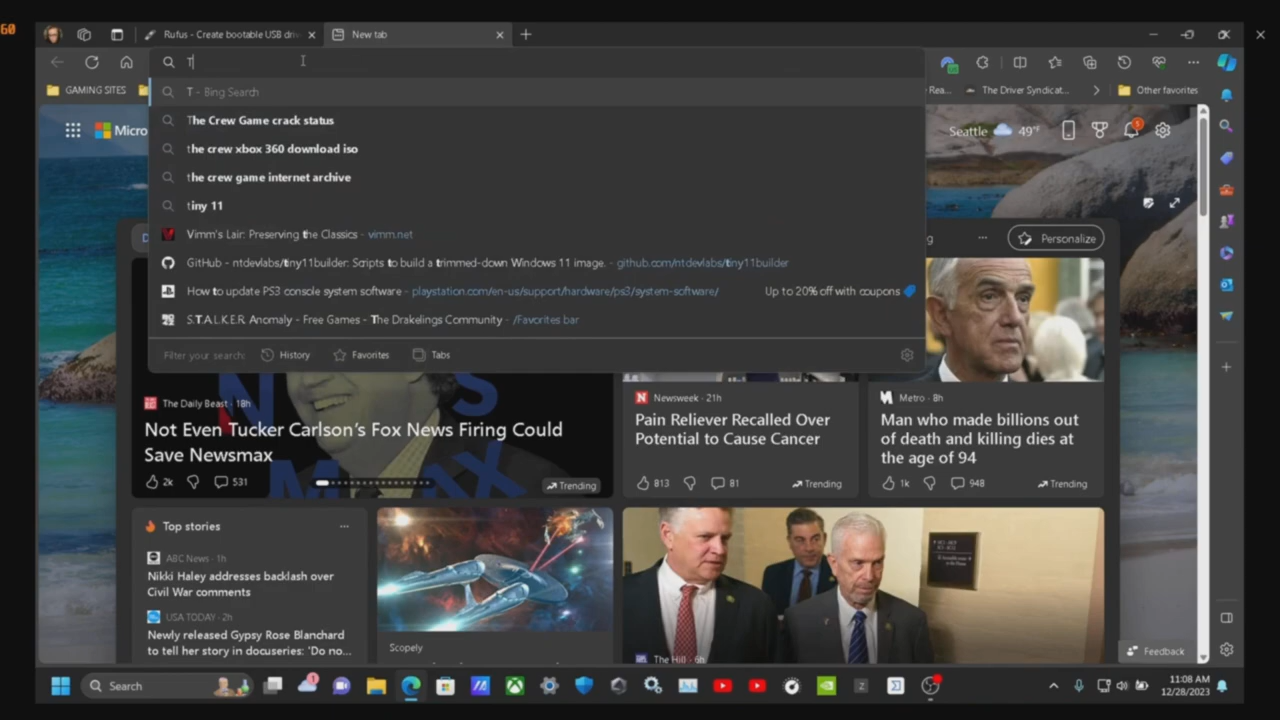 60
Rufus - Create bootable USB driv
New tab
T
T - Bing Search
The Crew Game crack status
the crew xbox 360 download iso
the crew game internet archive
tiny 11
Vimm's Lair: Preserving the Classics - vimm.net
GitHub - ntdevlabs/tiny11builder: Scripts to build a trimmed-down Windows 11 image. - github.com/ntdevlabs/tiny11builder
How to update PS3 console system software - playstation.com/en-us/support/hardware/ps3/system-software/ Up to 20% off with coupons
S.T.A.L.K.E.R. Anomaly - Free Games - The Drakelings Community - /Favorites bar
Filter your search: History Favorites Tabs
GAMING SITES
Rea...
The Driver Syndicat...
Other favorites
Micro
Seattle 49°F
5
Personalize
The Daily Beast · 18h
Not Even Tucker Carlson's Fox News Firing Could
Save Newsmax
2k 531 Trending
Newsweek · 21h
Pain Reliever Recalled Over
Potential to Cause Cancer
813 81 Trending
Metro · 8h
Man who made billions out
of death and killing dies at
the age of 94
1k 948 Trending
Top stories
ABC News · 1h
Nikki Haley addresses backlash over
Civil War comments
USA TODAY · 2h
Newly released Gypsy Rose Blanchard
to tell her story in docuseries: 'Do no...
Scopely
The Hill · 6h
Feedback
Search
1
11:08 AM
12/28/2023